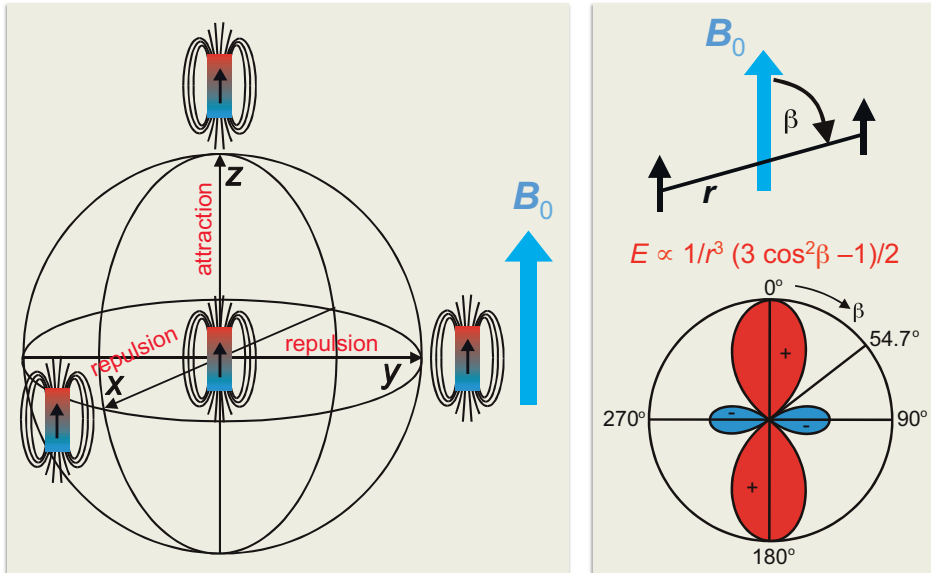 z
attraction
B0
repulsion
repulsion
x
y
B0
β
r
E ∝ 1/r³ (3 cos²β –1)/2
0°
β
54.7°
+
270°
-
-
90°
+
180°